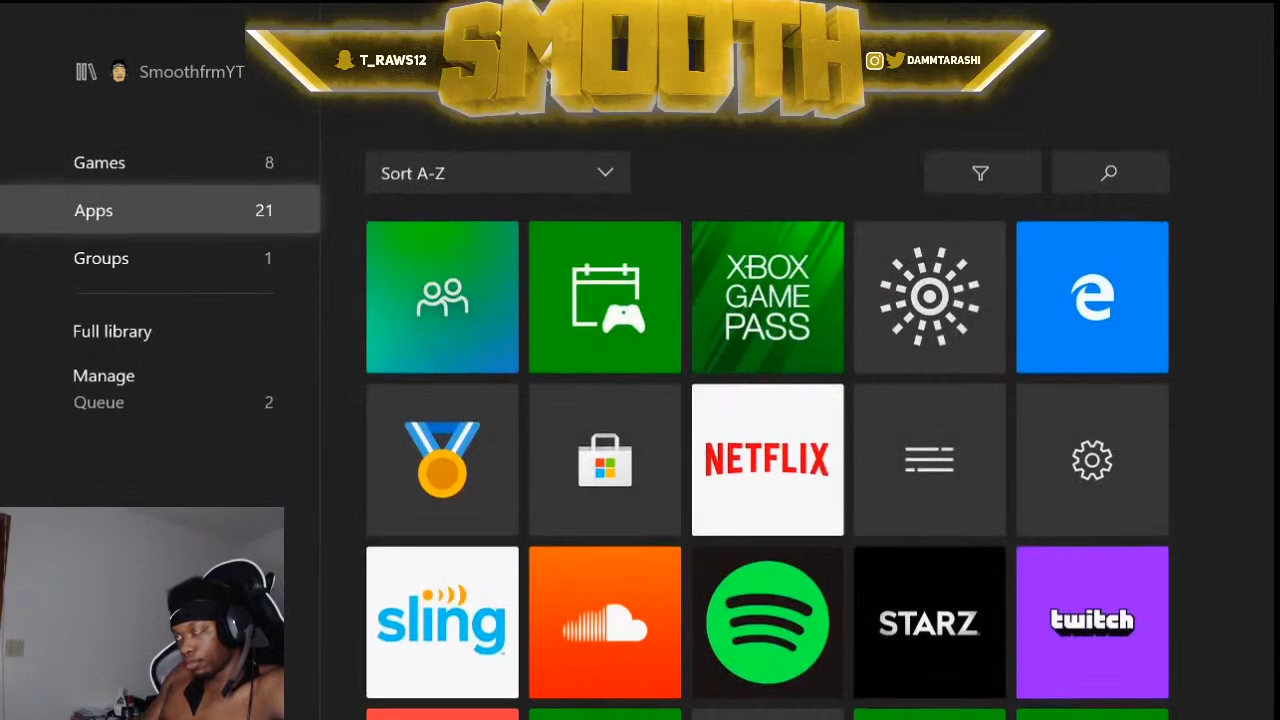 SMOOTH
T_RAWS12
DAMMTARASHI
SmoothfrmYT
Games 8
Apps 21
Groups 1
Full library
Manage
Queue 2
Sort A-Z
XBOX
GAME
PASS
NETFLIX
sling
STARZ
twitch